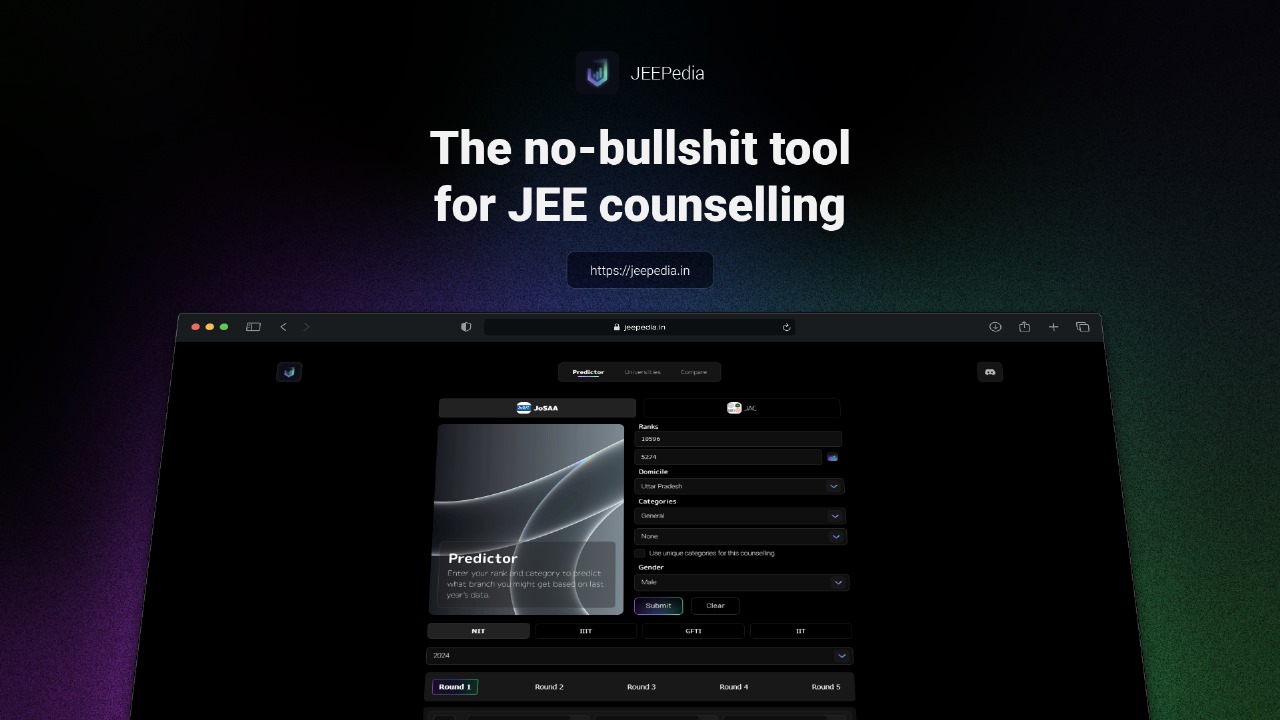 JEEPedia
The no-bullshit tool
for JEE counselling
https://jeepedia.in
jeepedia.in
Predictor Universities Compare
JoSAA JAC
Ranks
10596
5274
Domicile
Uttar Pradesh
Categories
General
None
Use unique categories for this counselling
Gender
Male
Submit Clear
Predictor
Enter your rank and category to predict
what branch you might get based on last
year's data.
NIT IIIT GFTI IIT
2024
Round 1 Round 2 Round 3 Round 4 Round 5